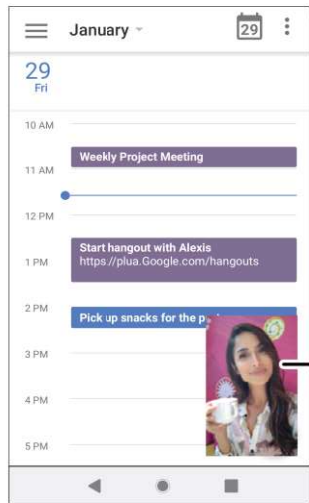 January
29
29
Fri
10 AM
Weekly Project Meeting
11 AM
12 PM
Start hangout with Alexis
https://plua.Google.com/hangouts
1 PM
2 PM
Pick up snacks for the p
3 PM
4 PM
5 PM